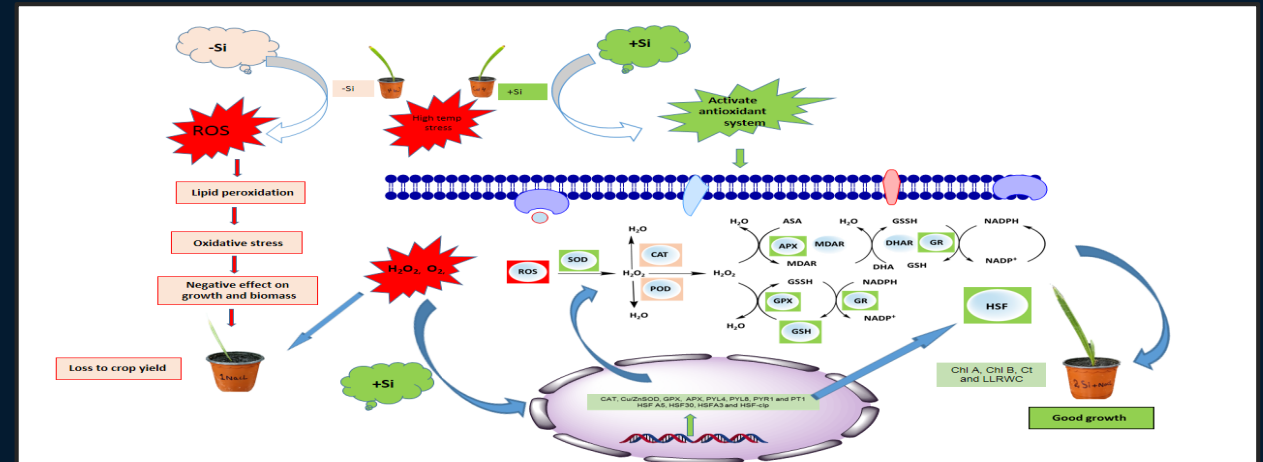 -Si
+Si
-Si
+Si
High temp
stress
ROS
Activate
antioxidant
system
Lipid peroxidation
Oxidative stress
Negative effect on
growth and biomass
Loss to crop yield
H₂O₂, O₂,
+Si
ROS
SOD
H₂O
H₂O₂
H₂O
CAT
POD
H₂O₂
H₂O
ASA
APX
MDAR
MDAR
H₂O
GSSH
DHAR
GR
DHA
GSH
NADPH
NADP⁺
GSSH
NADPH
GPX
GR
H₂O
GSH
NADP⁺
HSF
CAT, Cu/ZnSOD, GPX, APX, PYL4, PYL8, PYR1 and PT1
HSF A5, HSF30, HSFA3 and HSF-clp
Chl A, Chl B, Ct
and LLRWC
2 Si+NaCl
Good growth